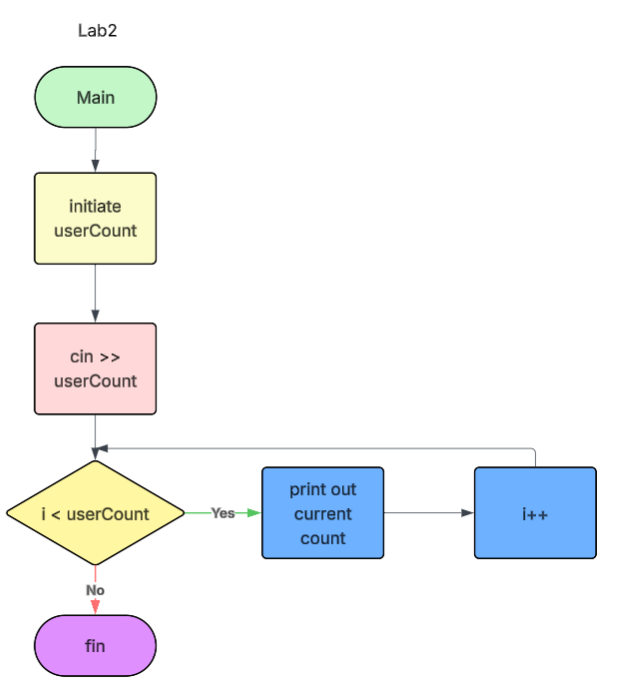 Lab2
Main
initiate
userCount
cin >>
userCount
i < userCount
Yes
print out
current
count
i++
No
fin